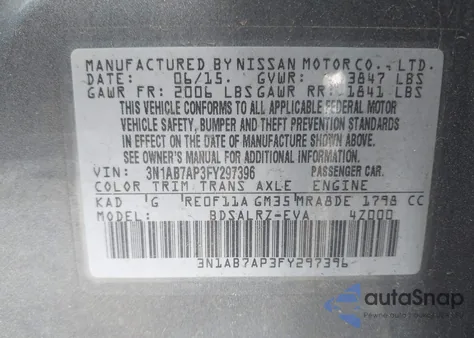 MANUFACTURED BY NISSAN MOTOR CO., LTD.
DATE: 06/15. GVWR: 3847 LBS
GAWR FR: 2006 LBS GAWR RR: 1841 LBS
THIS VEHICLE CONFORMS TO ALL APPLICABLE FEDERAL MOTOR
VEHICLE SAFETY, BUMPER AND THEFT PREVENTION STANDARDS
IN EFFECT ON THE DATE OF MANUFACTURE SHOWN ABOVE.
SEE OWNER'S MANUAL FOR ADDITIONAL INFORMATION.
VIN: 3N1AB7AP3FY297396 PASSENGER CAR.
COLOR TRIM TRANS AXLE ENGINE
KAD G RE0F11A GM35 MRA8DE 1798 CC
MODEL: BDSALRZ-EVA 4Z000
3N1AB7AP3FY297396
autoSnap